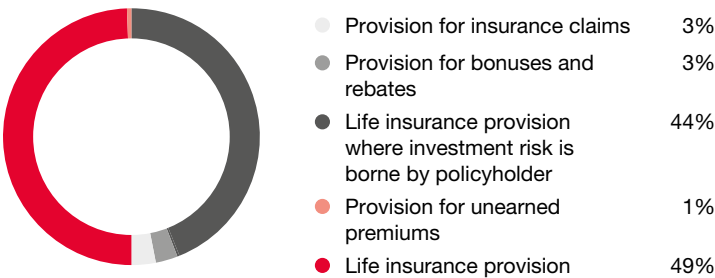 Provision for insurance claims 3%
Provision for bonuses and 3%
rebates
Life insurance provision 44%
where investment risk is
borne by policyholder
Provision for unearned 1%
premiums
Life insurance provision 49%